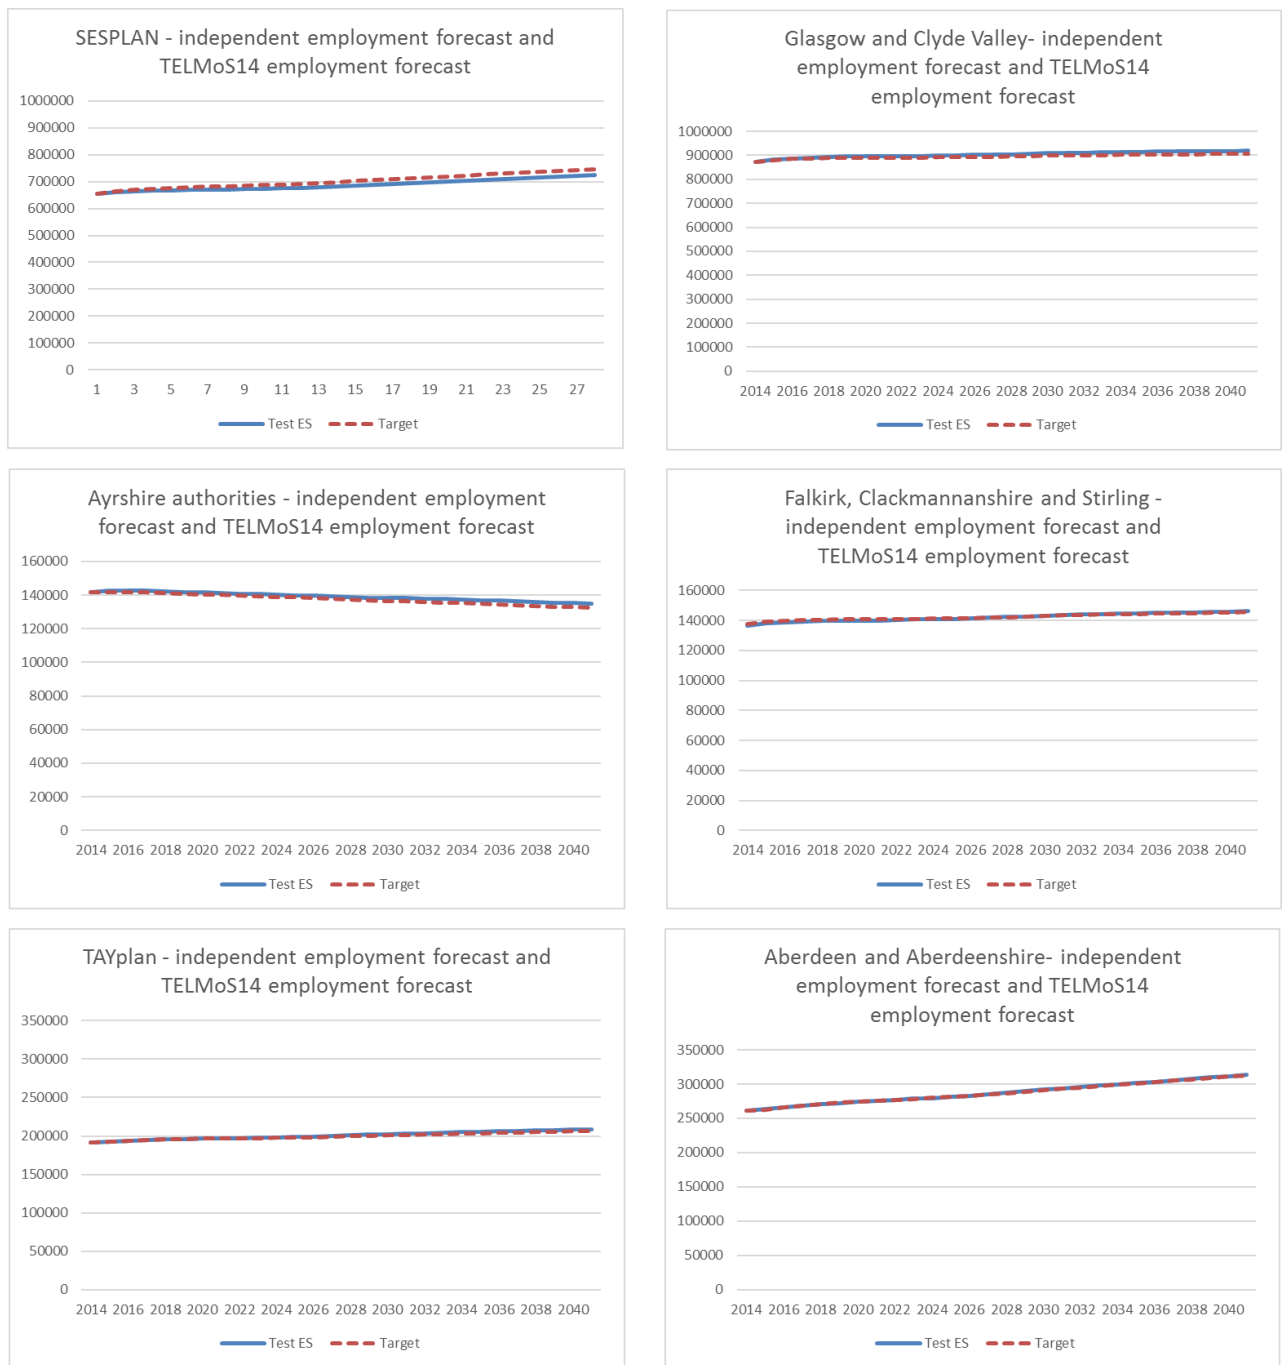 SESPLAN - independent employment forecast and
TELMoS14 employment forecast
1000000
900000
800000
700000
600000
500000
400000
300000
200000
100000
0
1 3 5 7 9 11 13 15 17 19 21 23 25 27
Test ES Target
Glasgow and Clyde Valley- independent
employment forecast and TELMoS14
employment forecast
1000000
900000
800000
700000
600000
500000
400000
300000
200000
100000
0
2014 2016 2018 2020 2022 2024 2026 2028 2030 2032 2034 2036 2038 2040
Test ES Target
Ayrshire authorities - independent employment
forecast and TELMoS14 employment forecast
160000
140000
120000
100000
80000
60000
40000
20000
0
2014 2016 2018 2020 2022 2024 2026 2028 2030 2032 2034 2036 2038 2040
Test ES Target
Falkirk, Clackmannanshire and Stirling -
independent employment forecast and
TELMoS14 employment forecast
160000
140000
120000
100000
80000
60000
40000
20000
0
2014 2016 2018 2020 2022 2024 2026 2028 2030 2032 2034 2036 2038 2040
Test ES Target
TAYplan - independent employment forecast and
TELMoS14 employment forecast
350000
300000
250000
200000
150000
100000
50000
0
2014 2016 2018 2020 2022 2024 2026 2028 2030 2032 2034 2036 2038 2040
Test ES Target
Aberdeen and Aberdeenshire- independent
employment forecast and TELMoS14
employment forecast
350000
300000
250000
200000
150000
100000
50000
0
2014 2016 2018 2020 2022 2024 2026 2028 2030 2032 2034 2036 2038 2040
Test ES Target